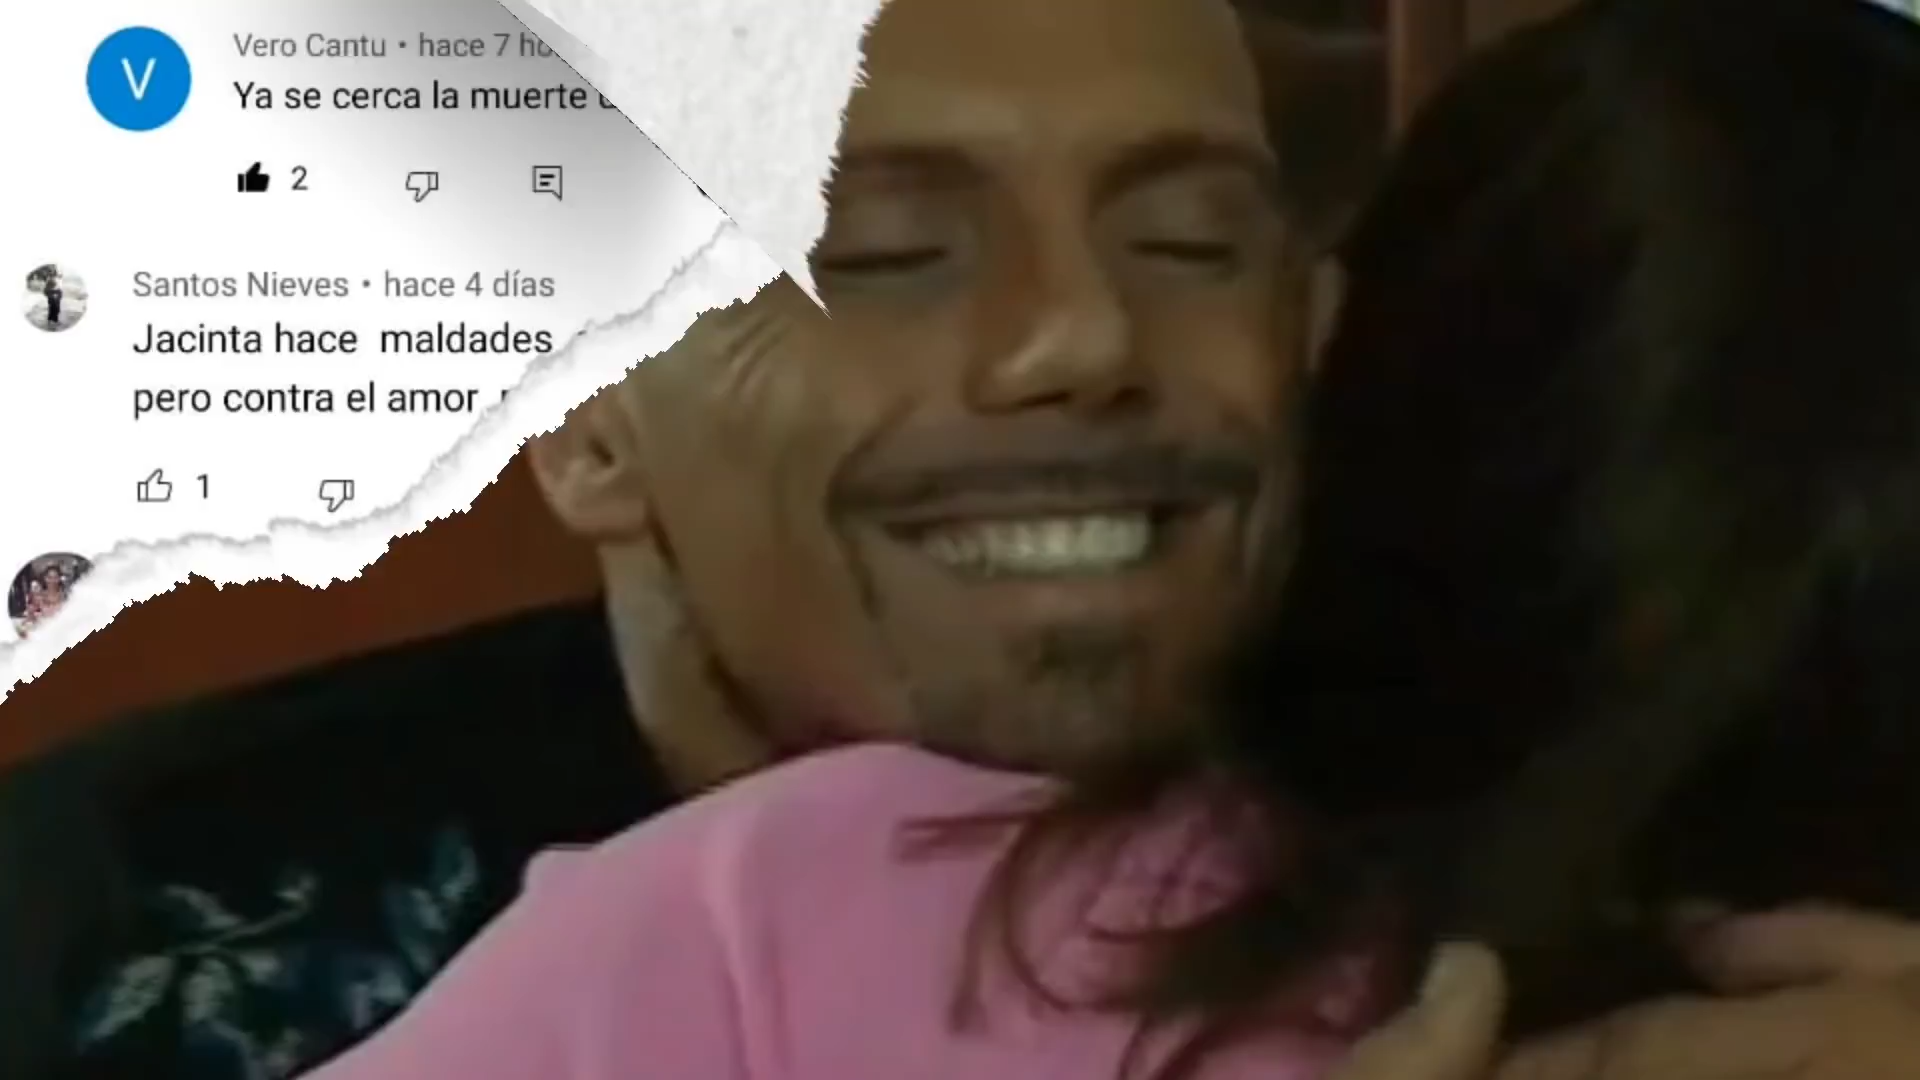 V
Vero Cantu • hace 7
Ya se cerca la muerte
2
Santos Nieves • hace 4 días
Jacinta hace maldades
pero contra el amor
1